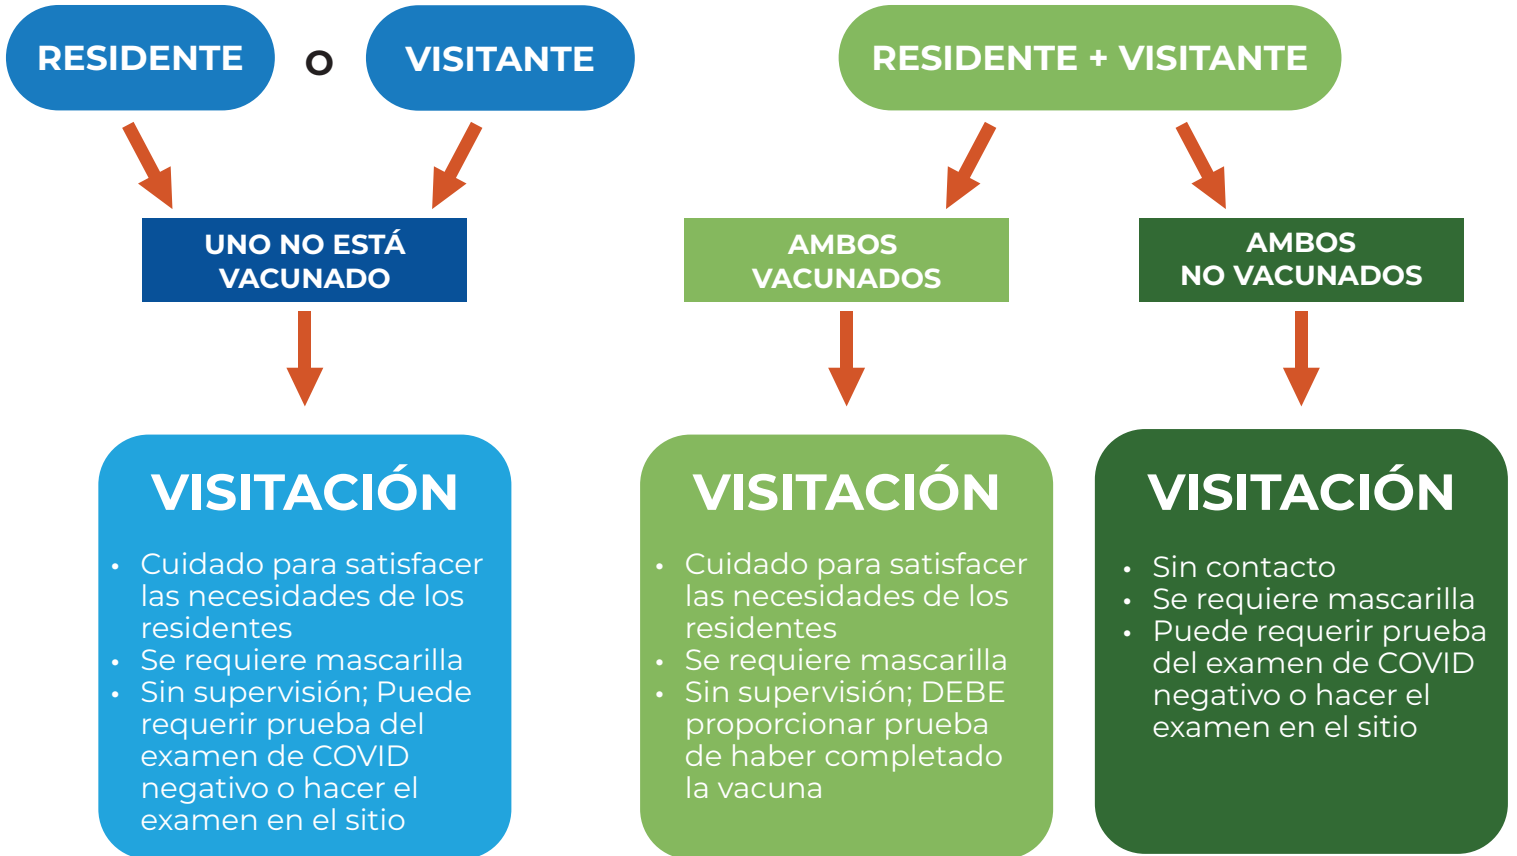 RESIDENTE
O
VISITANTE
RESIDENTE + VISITANTE
UNO NO ESTÁ
VACUNADO
AMBOS
VACUNADOS
AMBOS
NO VACUNADOS
VISITACIÓN
• Cuidado para satisfacer
las necesidades de los
residentes
• Se requiere mascarilla
• Sin supervisión; Puede
requerir prueba del
examen de COVID
negativo o hacer el
examen en el sitio
VISITACIÓN
• Cuidado para satisfacer
las necesidades de los
residentes
• Se requiere mascarilla
• Sin supervisión; DEBE
proporcionar prueba
de haber completado
la vacuna
VISITACIÓN
• Sin contacto
• Se requiere mascarilla
• Puede requerir prueba
del examen de COVID
negativo o hacer el
examen en el sitio